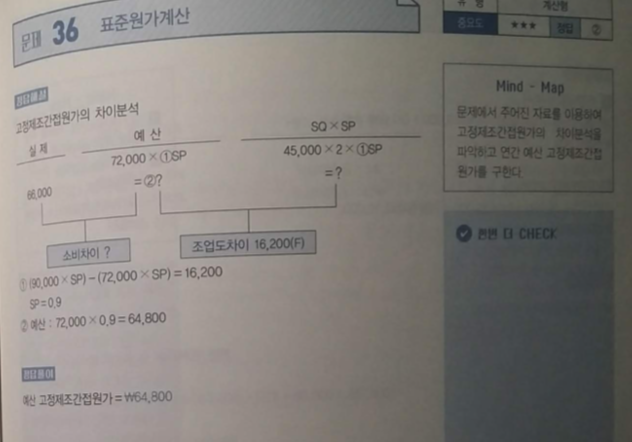 유 형 계산형
문제 36 표준원가계산
중요도 ★★★ 정답 ②
정답해설
고정제조간접원가의 차이분석
실 제 예 산 SQ × SP
72,000 × ①SP 45,000 × 2 × ①SP
66,000 = ②? = ?
소비차이 ? 조업도차이 16,200(F)
① (90,000 × SP) − (72,000 × SP) = 16,200
SP = 0.9
② 예산 : 72,000 × 0.9 = 64,800
정답풀이
예산 고정제조간접원가 = ₩64,800
Mind - Map
문제에서 주어진 자료를 이용하여
고정제조간접원가의 차이분석을
파악하고 연간 예산 고정제조간접
원가를 구한다.
한번 더 CHECK